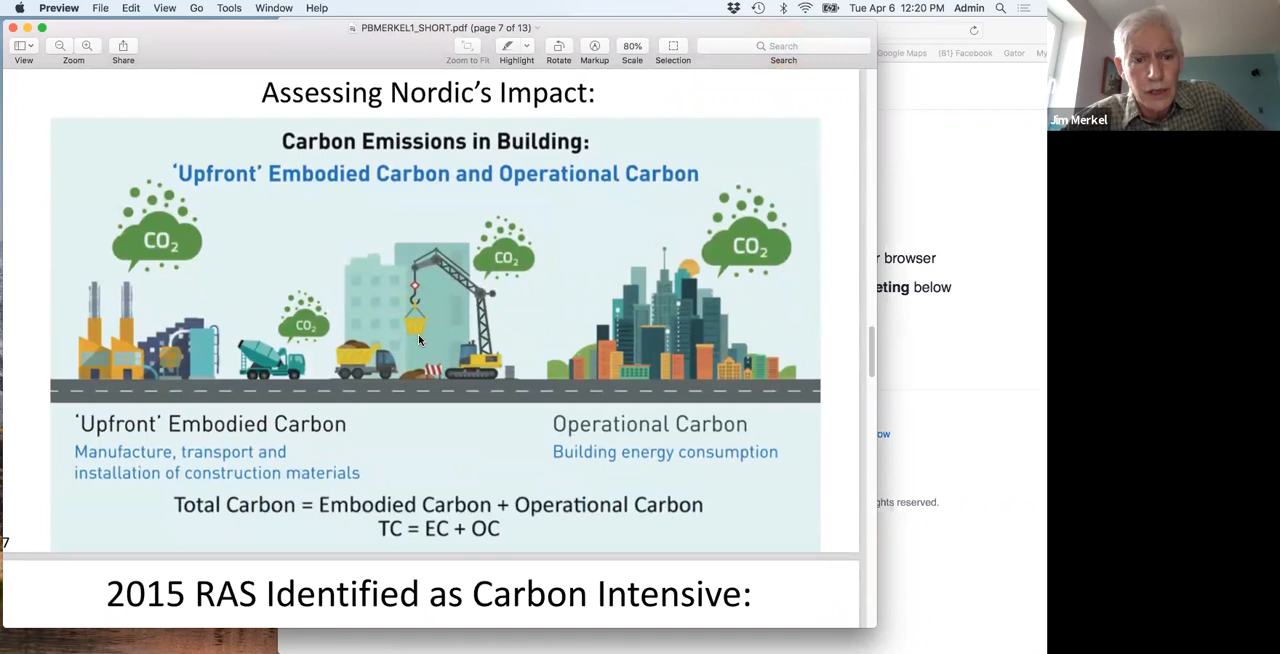 Preview File Edit View Go Tools Window Help
Tue Apr 6 12:20 PM Admin
PBMERKEL1_SHORT.pdf (page 7 of 13)
View Zoom Share Zoom to Fit Highlight Rotate Markup 80% Scale Selection Search
Search
Google Maps (81) Facebook Gator My
Assessing Nordic's Impact:
Carbon Emissions in Building:
'Upfront' Embodied Carbon and Operational Carbon
CO₂
CO₂
CO₂
CO₂
'Upfront' Embodied Carbon
Manufacture, transport and
installation of construction materials
Operational Carbon
Building energy consumption
Total Carbon = Embodied Carbon + Operational Carbon
TC = EC + OC
7
2015 RAS Identified as Carbon Intensive:
r browser
eting below
ow
ghts reserved.
Jim Merkel